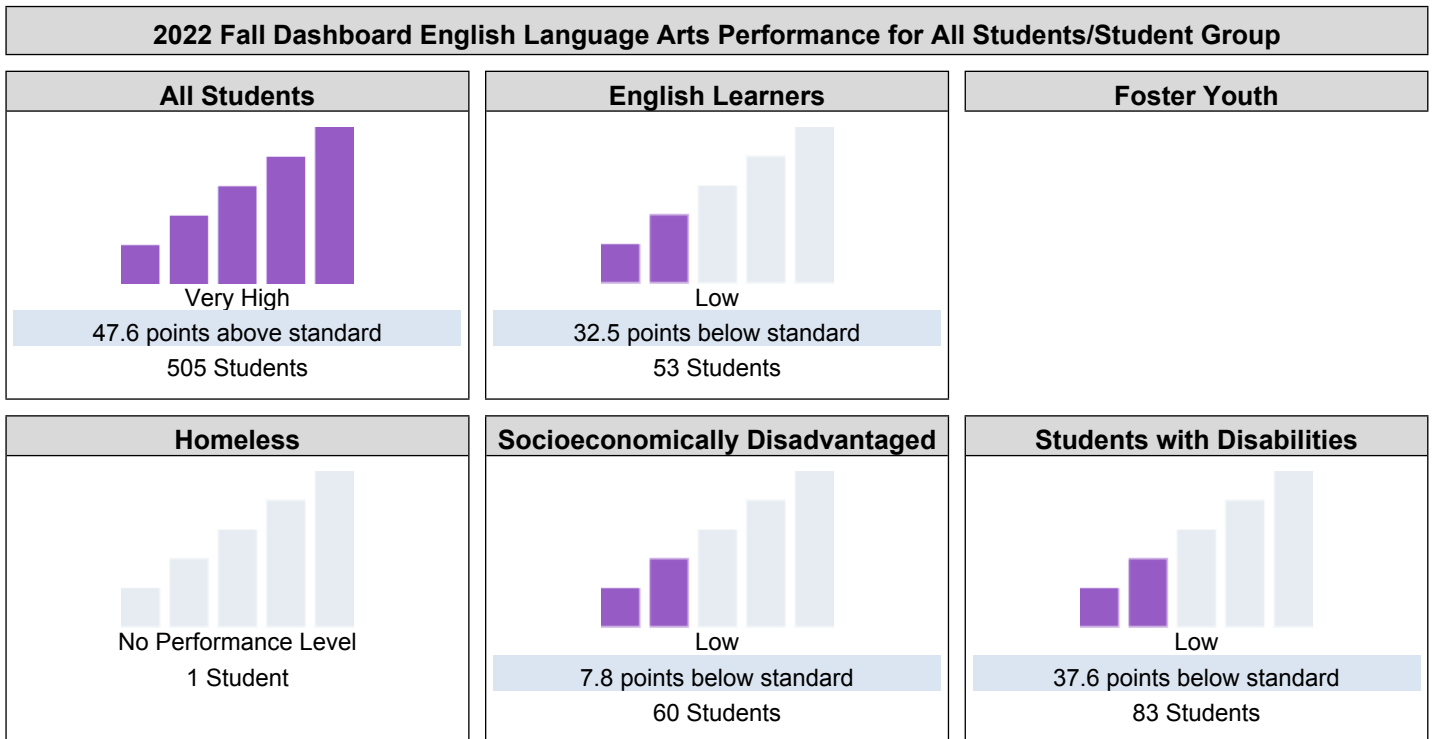 2022 Fall Dashboard English Language Arts Performance for All Students/Student Group
All Students
Very High
47.6 points above standard
505 Students
English Learners
Low
32.5 points below standard
53 Students
Foster Youth
Homeless
No Performance Level
1 Student
Socioeconomically Disadvantaged
Low
7.8 points below standard
60 Students
Students with Disabilities
Low
37.6 points below standard
83 Students